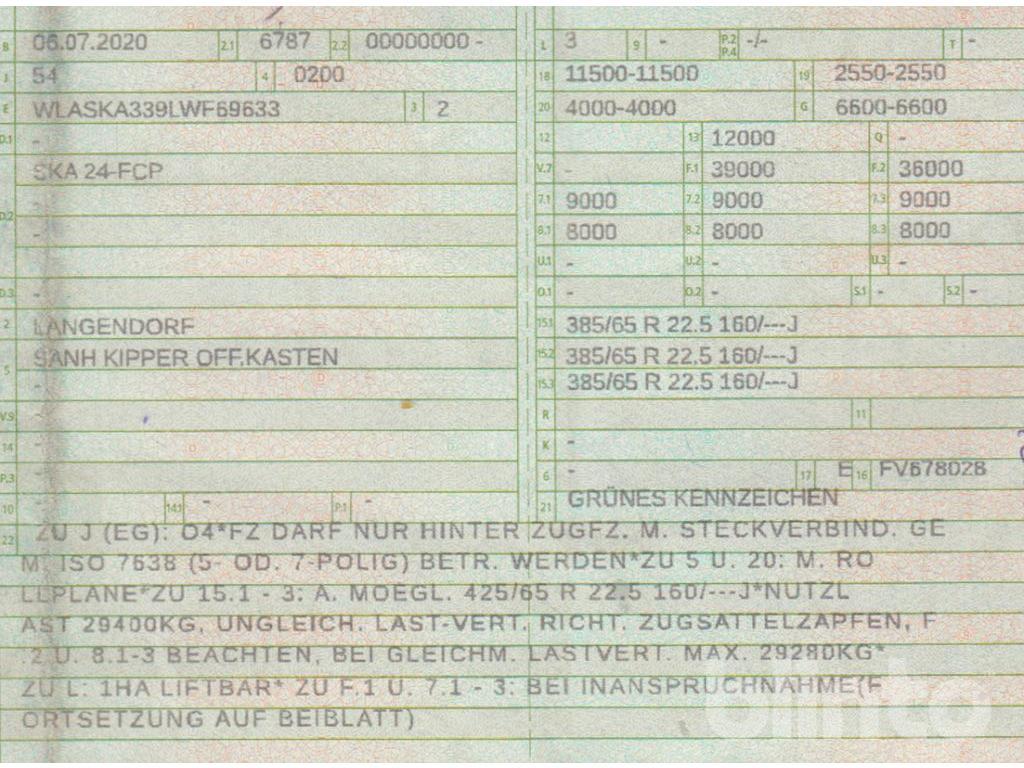 B 06.07.2020 2.1 6787 2.2 00000000 -
J 54 4 0200
E WLASKA339LWF69633 3 2
D.1 -
SKA 24-FCP
-
D.2 -
D.3 -
2 LANGENDORF
SANH KIPPER OFF.KASTEN
5 -
V.9
14 -
P.3
10 - 14.1 - P.1 -
L 3 9 - P.2 P.4 -/- T -
18 11500-11500 19 2550-2550
20 4000-4000 G 6600-6600
12 13 12000 Q -
V.7 - F.1 39000 F.2 36000
7.1 9000 7.2 9000 7.3 9000
8.1 8000 8.2 8000 8.3 8000
U.1 - U.2 - U.3 -
O.1 - O.2 - S.1 - S.2 -
15.1 385/65 R 22.5 160/---J
15.2 385/65 R 22.5 160/---J
15.3 385/65 R 22.5 160/---J
R 11
K -
6 - 17 E 16 FV678028
21 GRÜNES KENNZEICHEN
22 ZU J (EG): O4*FZ DARF NUR HINTER ZUGFZ. M. STECKVERBIND. GE
M. ISO 7638 (5- OD. 7-POLIG) BETR. WERDEN*ZU 5 U. 20: M. RO
LLPLANE*ZU 15.1 - 3: A. MOEGL. 425/65 R 22.5 160/---J*NUTZL
AST 29400KG, UNGLEICH. LAST-VERT. RICHT. ZUGSATTELZAPFEN, F
.2 U. 8.1-3 BEACHTEN, BEI GLEICHM. LASTVERT. MAX. 29280KG*
ZU L: 1HA LIFTBAR* ZU F.1 U. 7.1 - 3: BEI INANSPRUCHNAHME(F
ORTSETZUNG AUF BEIBLATT)
olinto